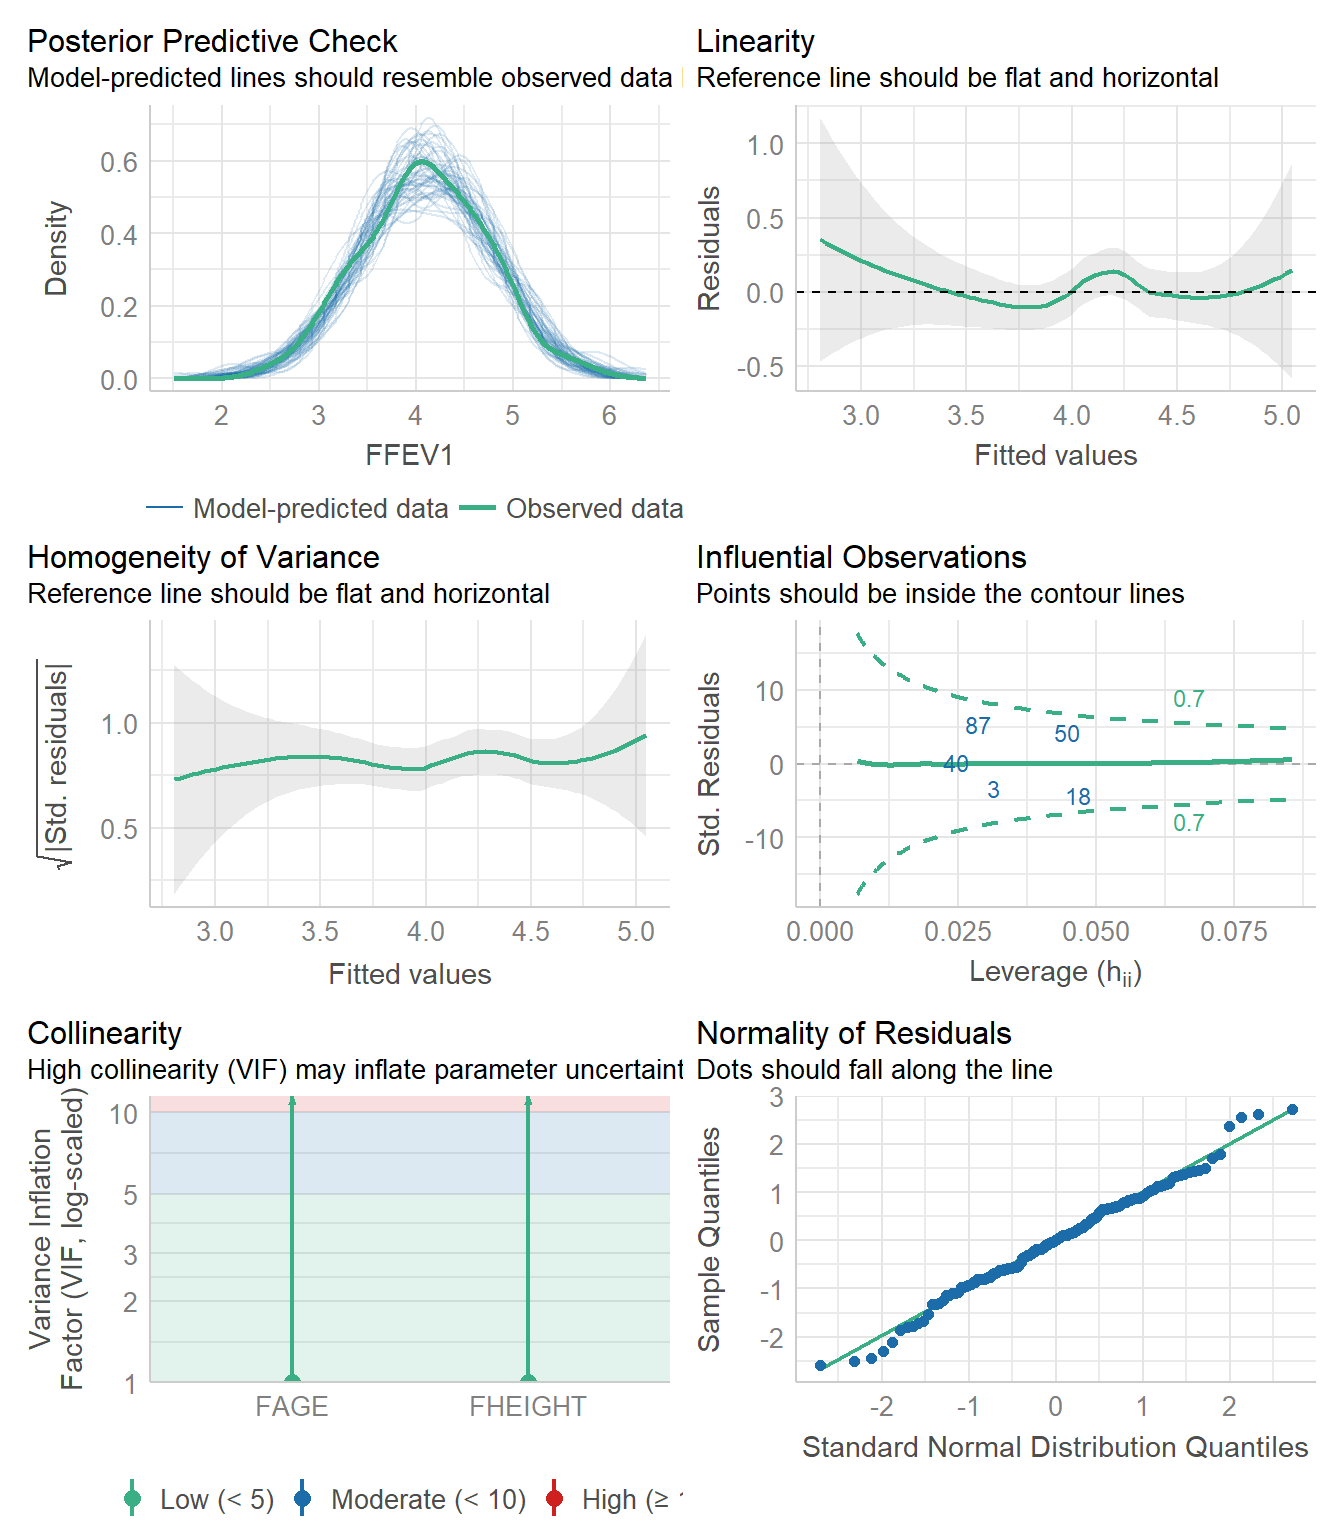 Posterior Predictive Check
Model-predicted lines should resemble observed data
Density
0.6
0.4
0.2
0.0
2 3 4 5 6
FFEV1
Model-predicted data Observed data
Linearity
Reference line should be flat and horizontal
Residuals
1.0
0.5
0.0
-0.5
3.0 3.5 4.0 4.5 5.0
Fitted values
Homogeneity of Variance
Reference line should be flat and horizontal
√|Std. residuals|
1.0
0.5
3.0 3.5 4.0 4.5 5.0
Fitted values
Influential Observations
Points should be inside the contour lines
Std. Residuals
10
0
-10
0.7
87
50
40
3
18
0.7
0.000 0.025 0.050 0.075
Leverage (hii)
Collinearity
High collinearity (VIF) may inflate parameter uncertaint
Variance Inflation
Factor (VIF, log-scaled)
10
5
3
2
1
FAGE FHEIGHT
Low (< 5) Moderate (< 10) High (≥
Normality of Residuals
Dots should fall along the line
Sample Quantiles
3
2
1
0
-1
-2
-2 -1 0 1 2
Standard Normal Distribution Quantiles